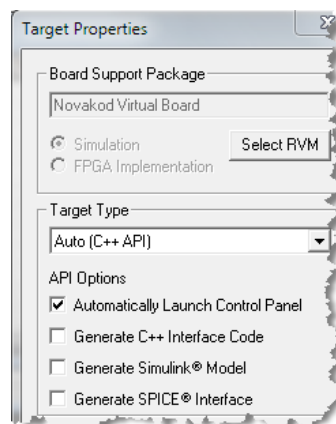 Target Properties
Board Support Package
Novakod Virtual Board
Simulation
Select RVM
FPGA Implementation
Target Type
Auto (C++ API)
API Options
Automatically Launch Control Panel
Generate C++ Interface Code
Generate Simulink® Model
Generate SPICE® Interface